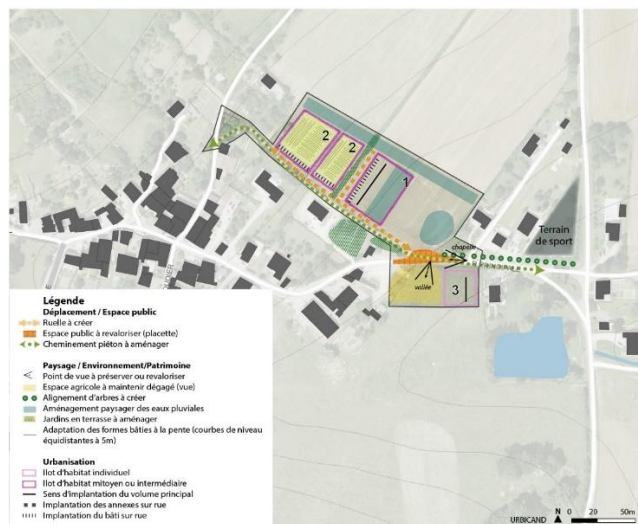 2
2
1
Terrain
de sport
chapelle
vallée
3
Légende
Déplacement / Espace public
Ruelle à créer
Espace public à revaloriser (placette)
Cheminement piéton à aménager
Paysage / Environnement/Patrimoine
Point de vue à préserver ou revaloriser
Espace agricole à maintenir dégagé (vue)
Alignement d'arbres à créer
Aménagement paysager des eaux pluviales
Jardins en terrasse à aménager
Adaptation des formes bâties à la pente (courbes de niveau
équidistantes à 5m)
Urbanisation
Ilot d'habitat individuel
Ilot d'habitat mitoyen ou intermédiaire
Sens d'implantation du volume principal
Implantation des annexes sur rue
Implantation du bâti sur rue
URBICAND
N 0 20 50m